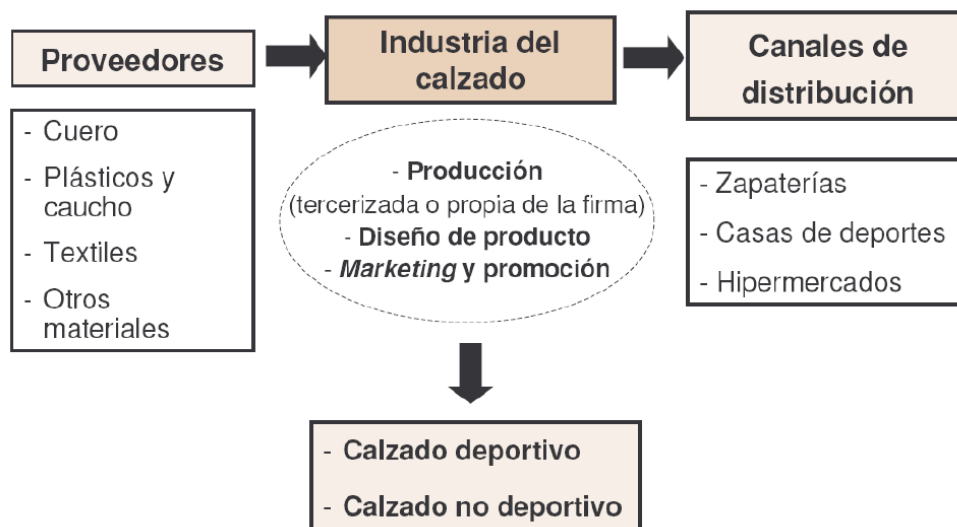 Proveedores
- Cuero
- Plásticos y
caucho
- Textiles
- Otros
materiales
Industria del
calzado
- Producción
(tercerizada o propia de la firma)
- Diseño de producto
- Marketing y promoción
- Calzado deportivo
- Calzado no deportivo
Canales de
distribución
- Zapaterías
- Casas de deportes
- Hipermercados